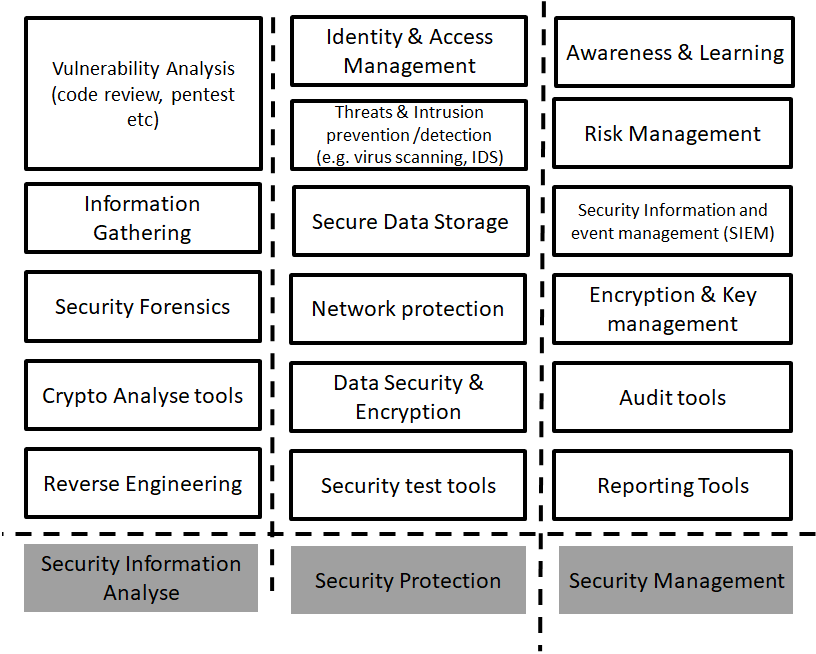 Vulnerability Analysis
(code review, pentest
etc)
Information
Gathering
Security Forensics
Crypto Analyse tools
Reverse Engineering
Security Information
Analyse
Identity & Access
Management
Threats & Intrusion
prevention /detection
(e.g. virus scanning, IDS)
Secure Data Storage
Network protection
Data Security &
Encryption
Security test tools
Security Protection
Awareness & Learning
Risk Management
Security Information and
event management (SIEM)
Encryption & Key
management
Audit tools
Reporting Tools
Security Management